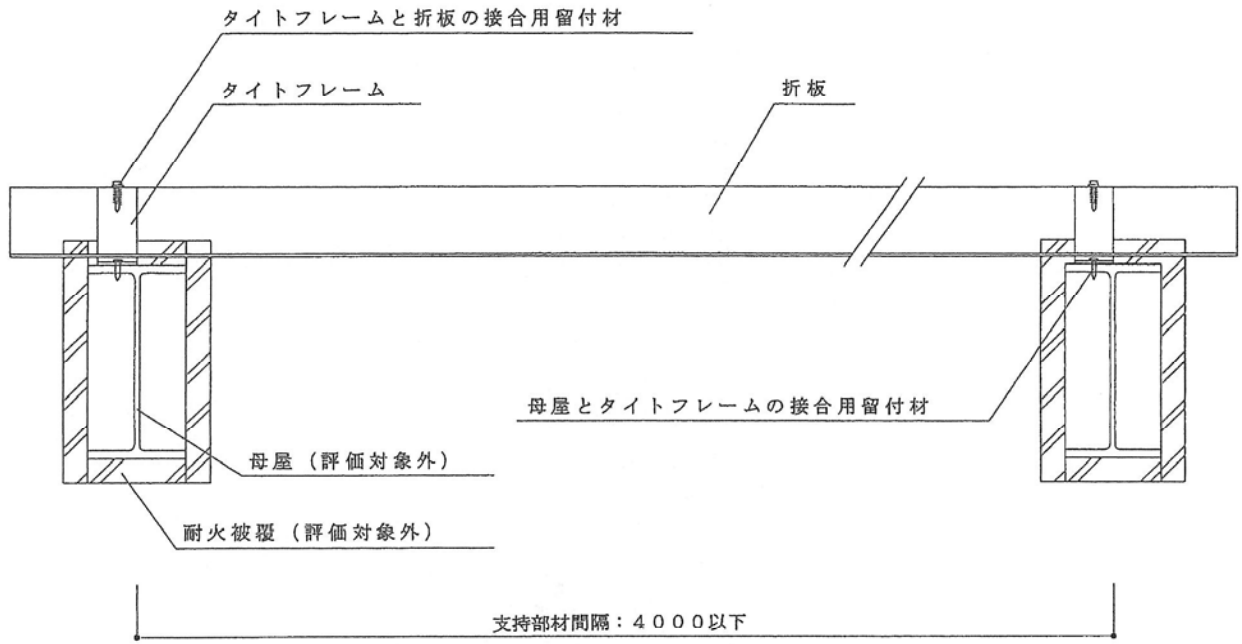 タイトフレームと折板の接合用留付材
タイトフレーム
折板
母屋とタイトフレームの接合用留付材
母屋（評価対象外）
耐火被覆（評価対象外）
支持部材間隔：４０００以下